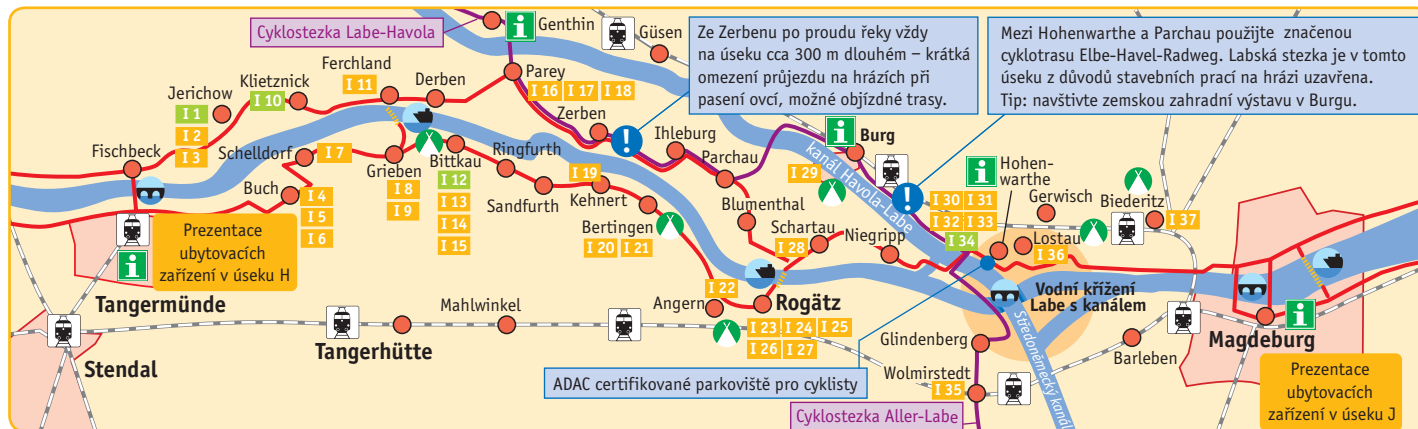 Cyklostezka Labe-Havola
Genthin
Güsen
Ze Zerbenu po proudu řeky vždy
na úseku cca 300 m dlouhém – krátká
omezení průjezdu na hrázích při
pasení ovcí, možné objízdné trasy.
Mezi Hohenwarthe a Parchau použijte značenou
cyklotrasu Elbe-Havel-Radweg. Labská stezka je v tomto
úseku z důvodů stavebních prací na hrázi uzavřena.
Tip: navštivte zemskou zahradní výstavu v Burgu.
Jerichow
I 1
I 2
I 3
Klietznick
I 10
Ferchland
I 11
Derben
Parey
I 16 I 17 I 18
Zerben
Ihleburg
Parchau
Burg
I 29
kanál Havola-Labe
Hohen-
warthe
I 30 I 31
I 32 I 33
I 34
Gerwisch
Biederitz
I 37
Lostau
I 36
Fischbeck
Schelldorf
I 7
Buch
I 4
I 5
I 6
Grieben
I 8
I 9
Bittkau
I 12
I 13
I 14
I 15
Ringfurth
Sandfurth
I 19
Kehnert
Bertingen
I 20 I 21
Blumenthal
Schartau
I 28
Niegripp
Prezentace
ubytovacích
zařízení v úseku H
Tangermünde
Stendal
Tangerhütte
Mahlwinkel
Angern
I 22
Rogätz
I 23 I 24 I 25
I 26 I 27
Vodní křížení
Labe s kanálem
Středoněmecký kanál
Glindenberg
Wolmirstedt
I 35
Barleben
Magdeburg
ADAC certifikované parkoviště pro cyklisty
Cyklostezka Aller-Labe
Prezentace
ubytovacích
zařízení v úseku J